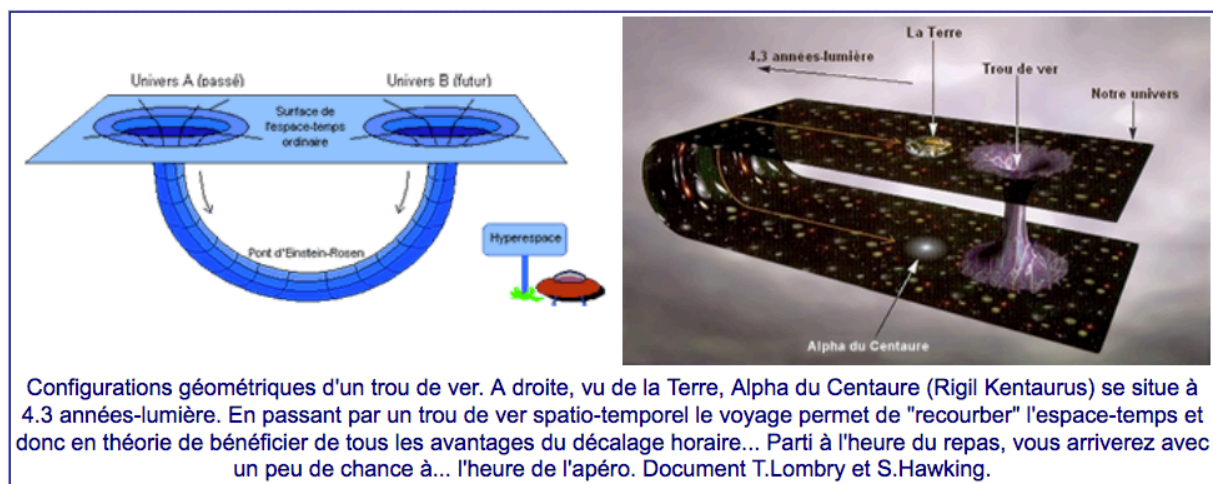 Univers A (passé)
Univers B (futur)
Surface de
l'espace-temps
ordinaire
Pont d'Einstein-Rosen
Hyperespace
La Terre
4.3 années-lumière
Trou de ver
Notre univers
Alpha du Centaure
Configurations géométriques d'un trou de ver. A droite, vu de la Terre, Alpha du Centaure (Rigil Kentaurus) se situe à
4.3 années-lumière. En passant par un trou de ver spatio-temporel le voyage permet de "recourber" l'espace-temps et
donc en théorie de bénéficier de tous les avantages du décalage horaire... Parti à l'heure du repas, vous arriverez avec
un peu de chance à... l'heure de l'apéro. Document T.Lombry et S.Hawking.